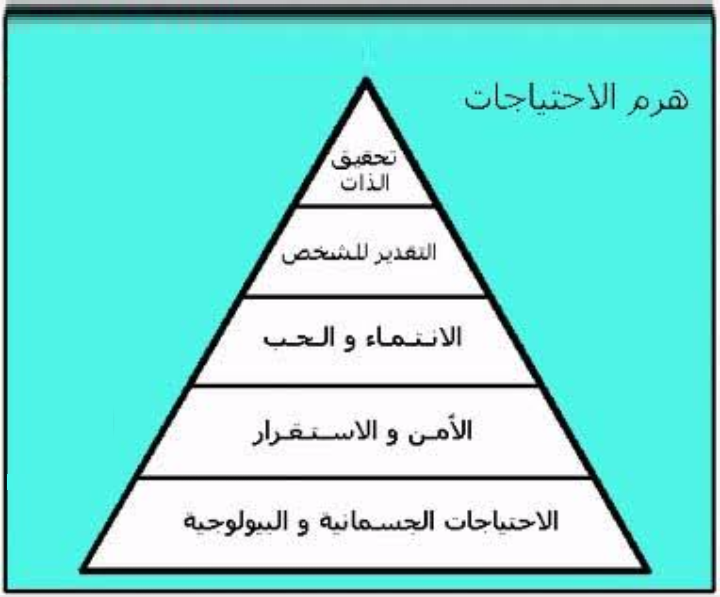 هرم الاحتياجات
تحقيق
الذات
التقدير للشخص
الانتماء و الحب
الأمن و الاستقرار
الاحتياجات الجسمانية و البيولوجية